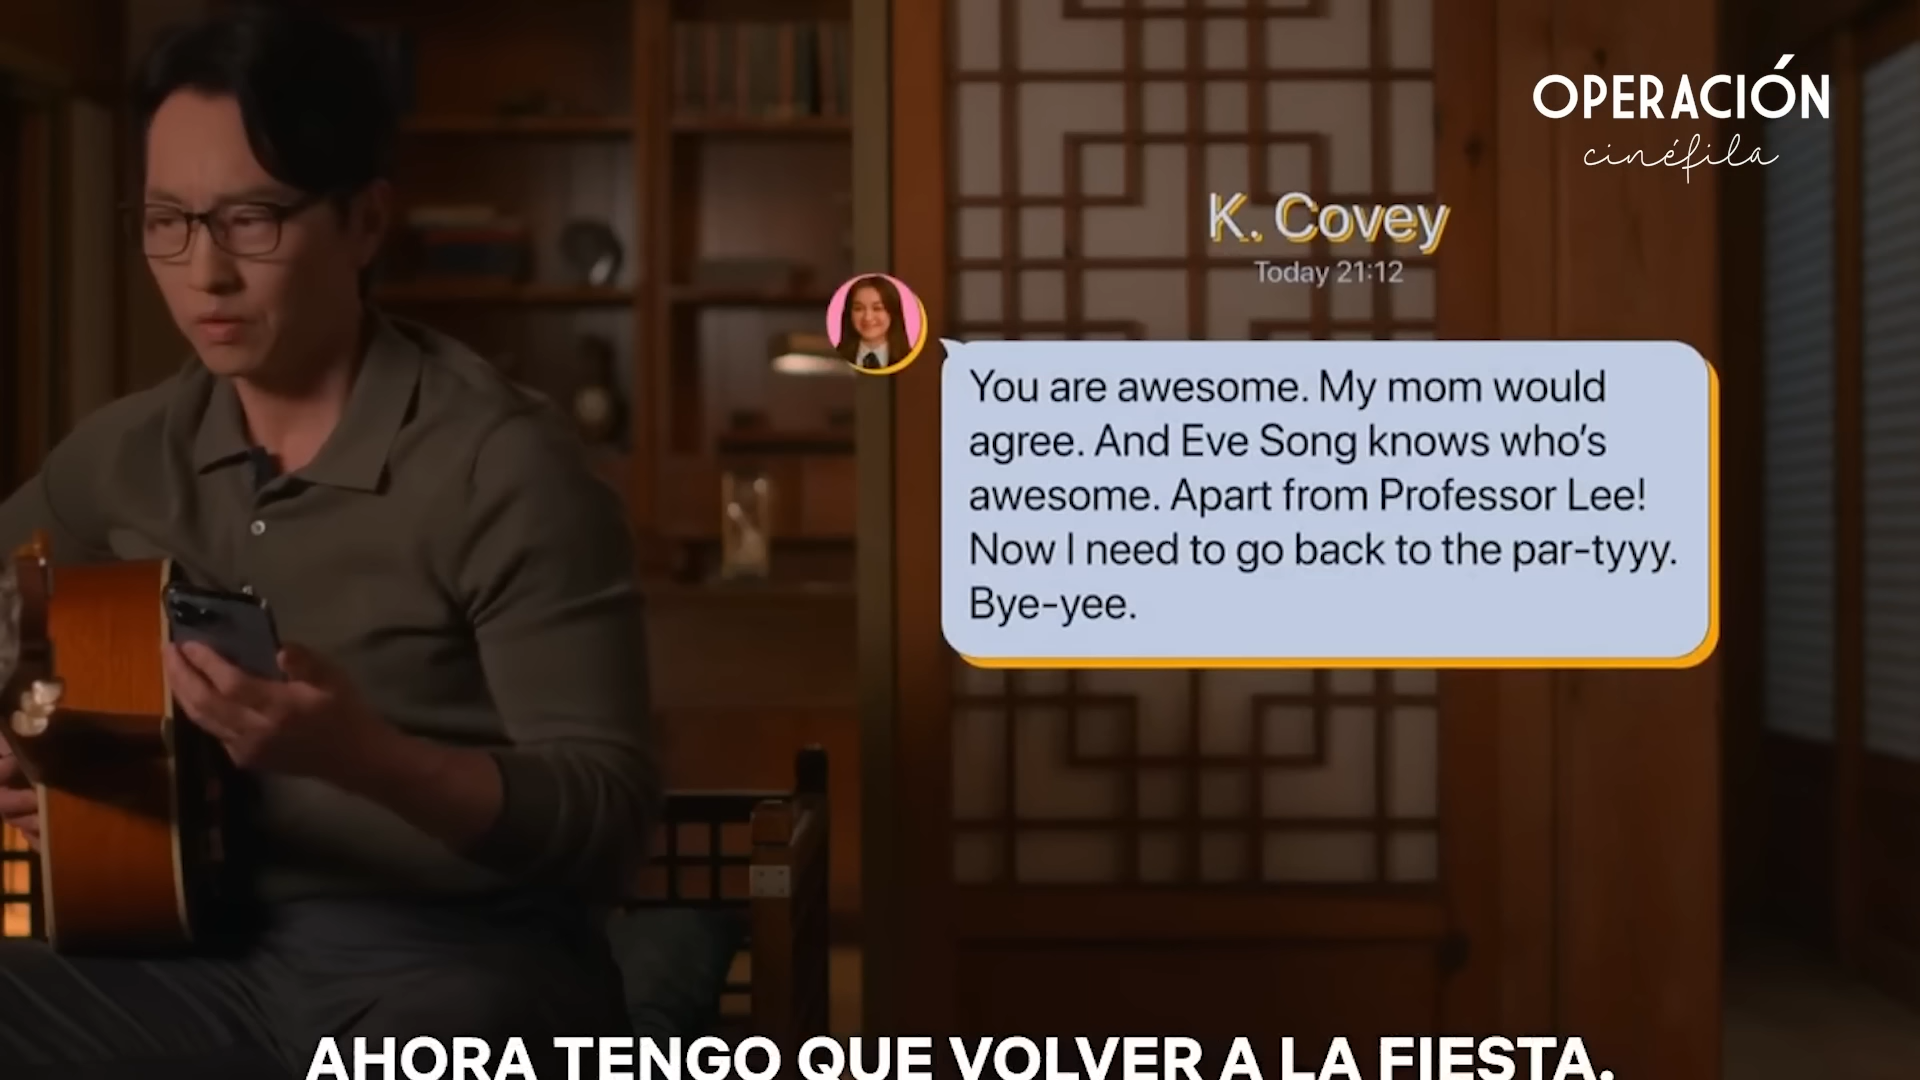 OPERACIÓN
cinéfila
K. Covey
Today 21:12
You are awesome. My mom would
agree. And Eve Song knows who's
awesome. Apart from Professor Lee!
Now I need to go back to the par-tyyy.
Bye-yee.
AHORA TENGO QUE VOLVER A LA FIESTA.